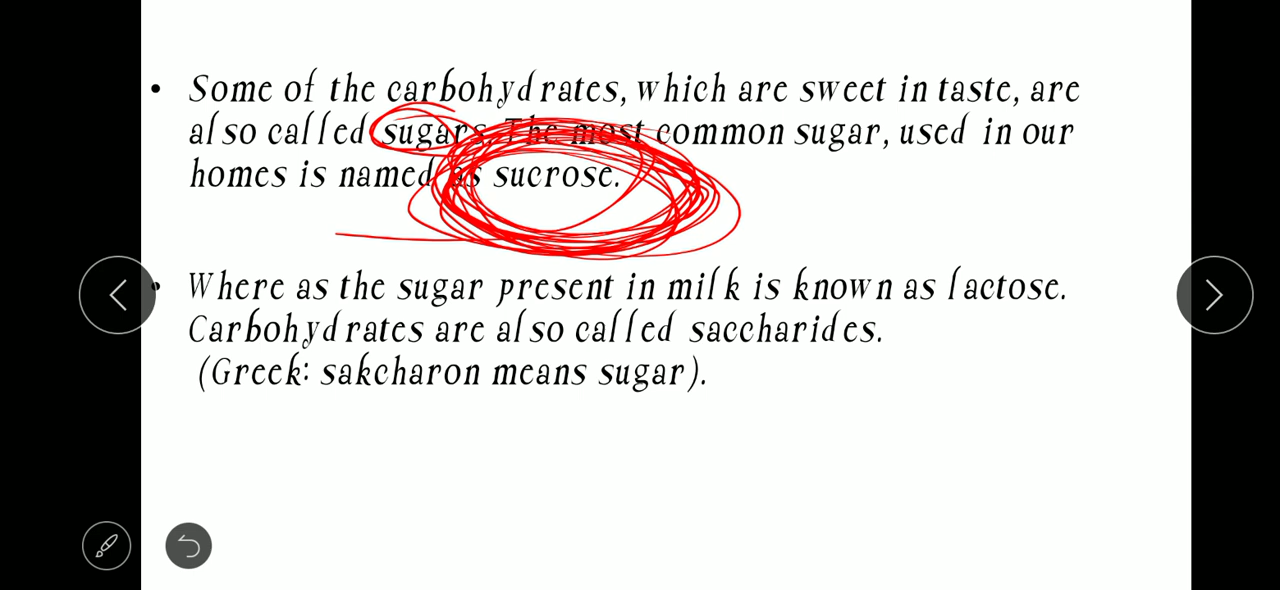 • Some of the carbohydrates, which are sweet in taste, are
also called sugars. The most common sugar, used in our
homes is named as sucrose.
• Where as the sugar present in milk is known as lactose.
Carbohydrates are also called saccharides.
(Greek: sakcharon means sugar).